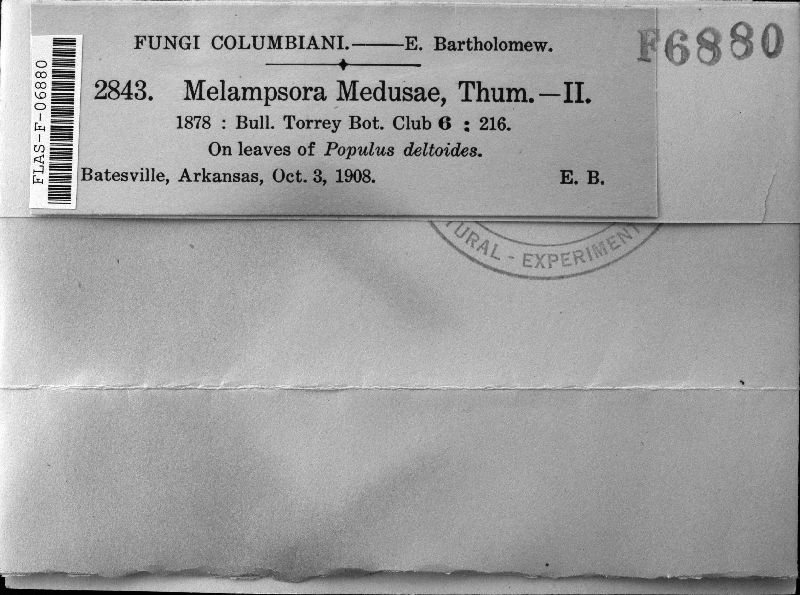 FUNGI COLUMBIANI.——E. Bartholomew.
F6880
2843. Melampsora Medusae, Thum.—II.
1878 : Bull. Torrey Bot. Club 6 : 216.
On leaves of Populus deltoides.
Batesville, Arkansas, Oct. 3, 1908. E. B.
FLAS-F-06880
TURAL - EXPERIMENT